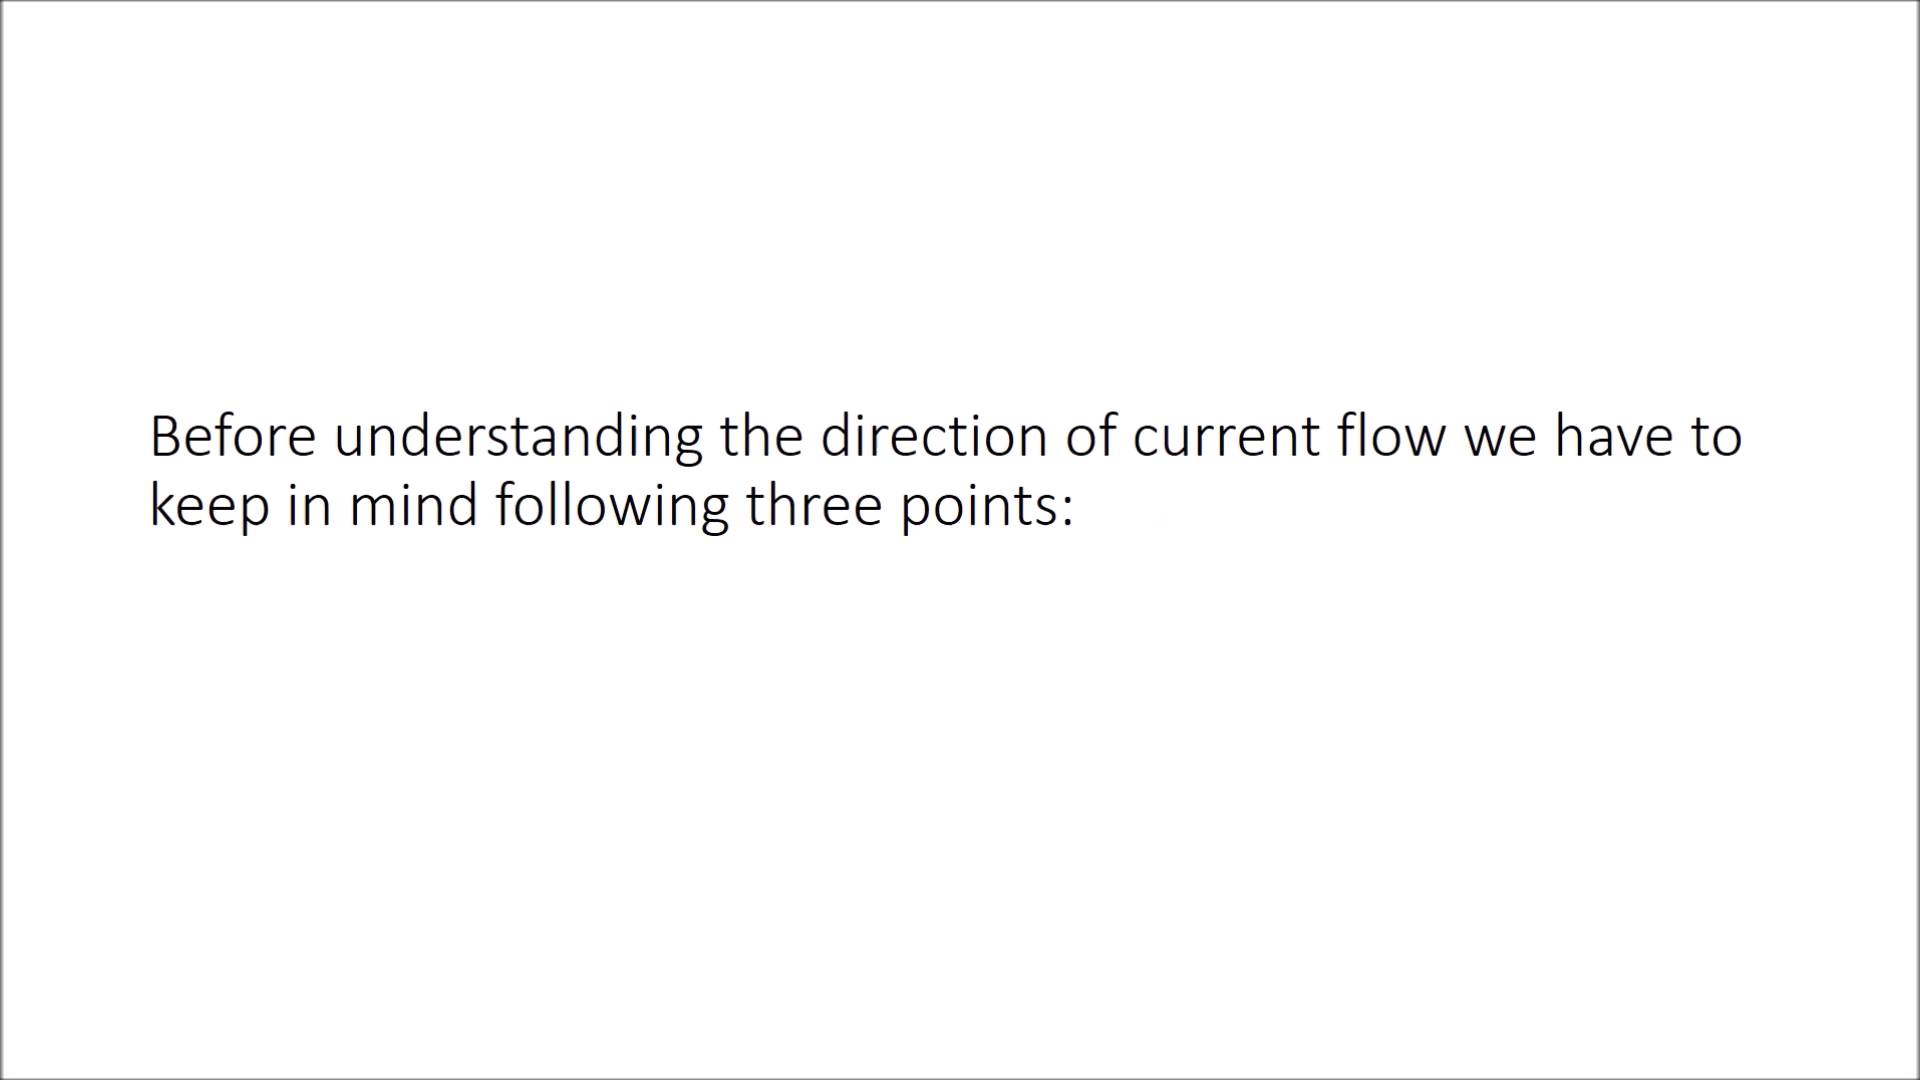 Before understanding the direction of current flow we have to
keep in mind following three points: